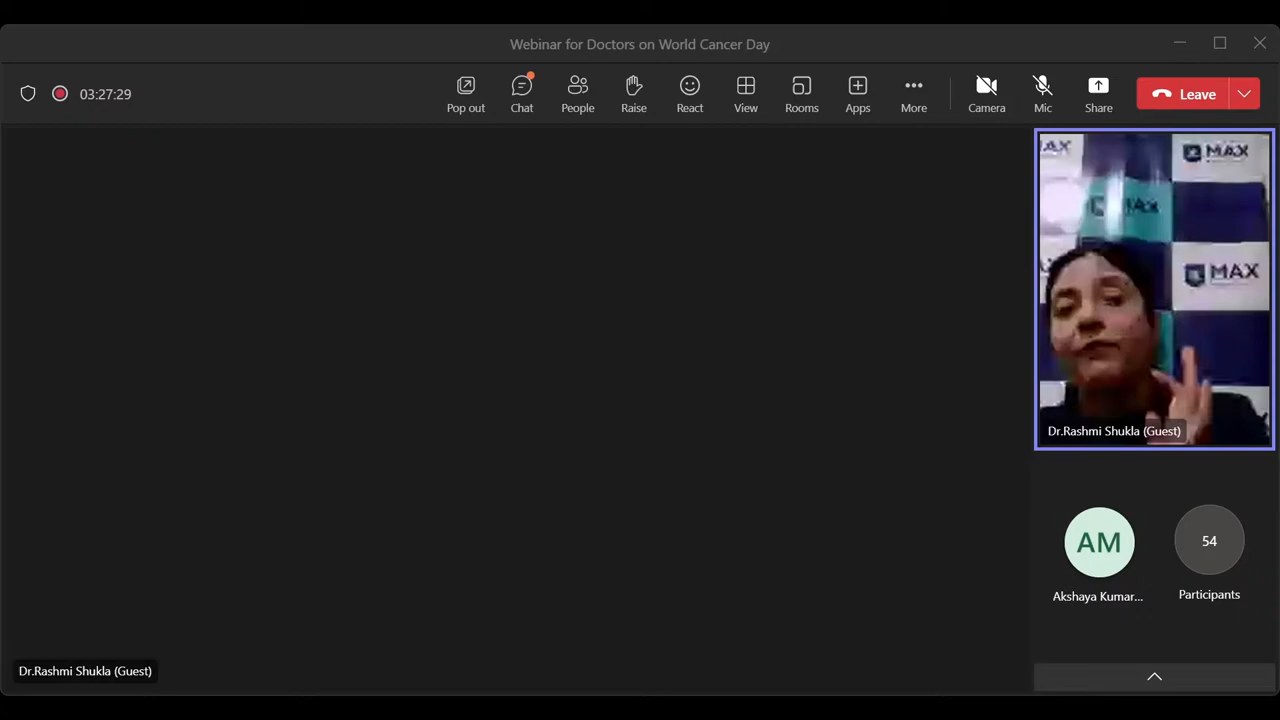 Webinar for Doctors on World Cancer Day
03:27:29
Pop out
Chat
People
Raise
React
View
Rooms
Apps
More
Camera
Mic
Share
Leave
AX
MAX
MAX
MAX
Dr.Rashmi Shukla (Guest)
AM
54
Akshaya Kumar...
Participants
Dr.Rashmi Shukla (Guest)